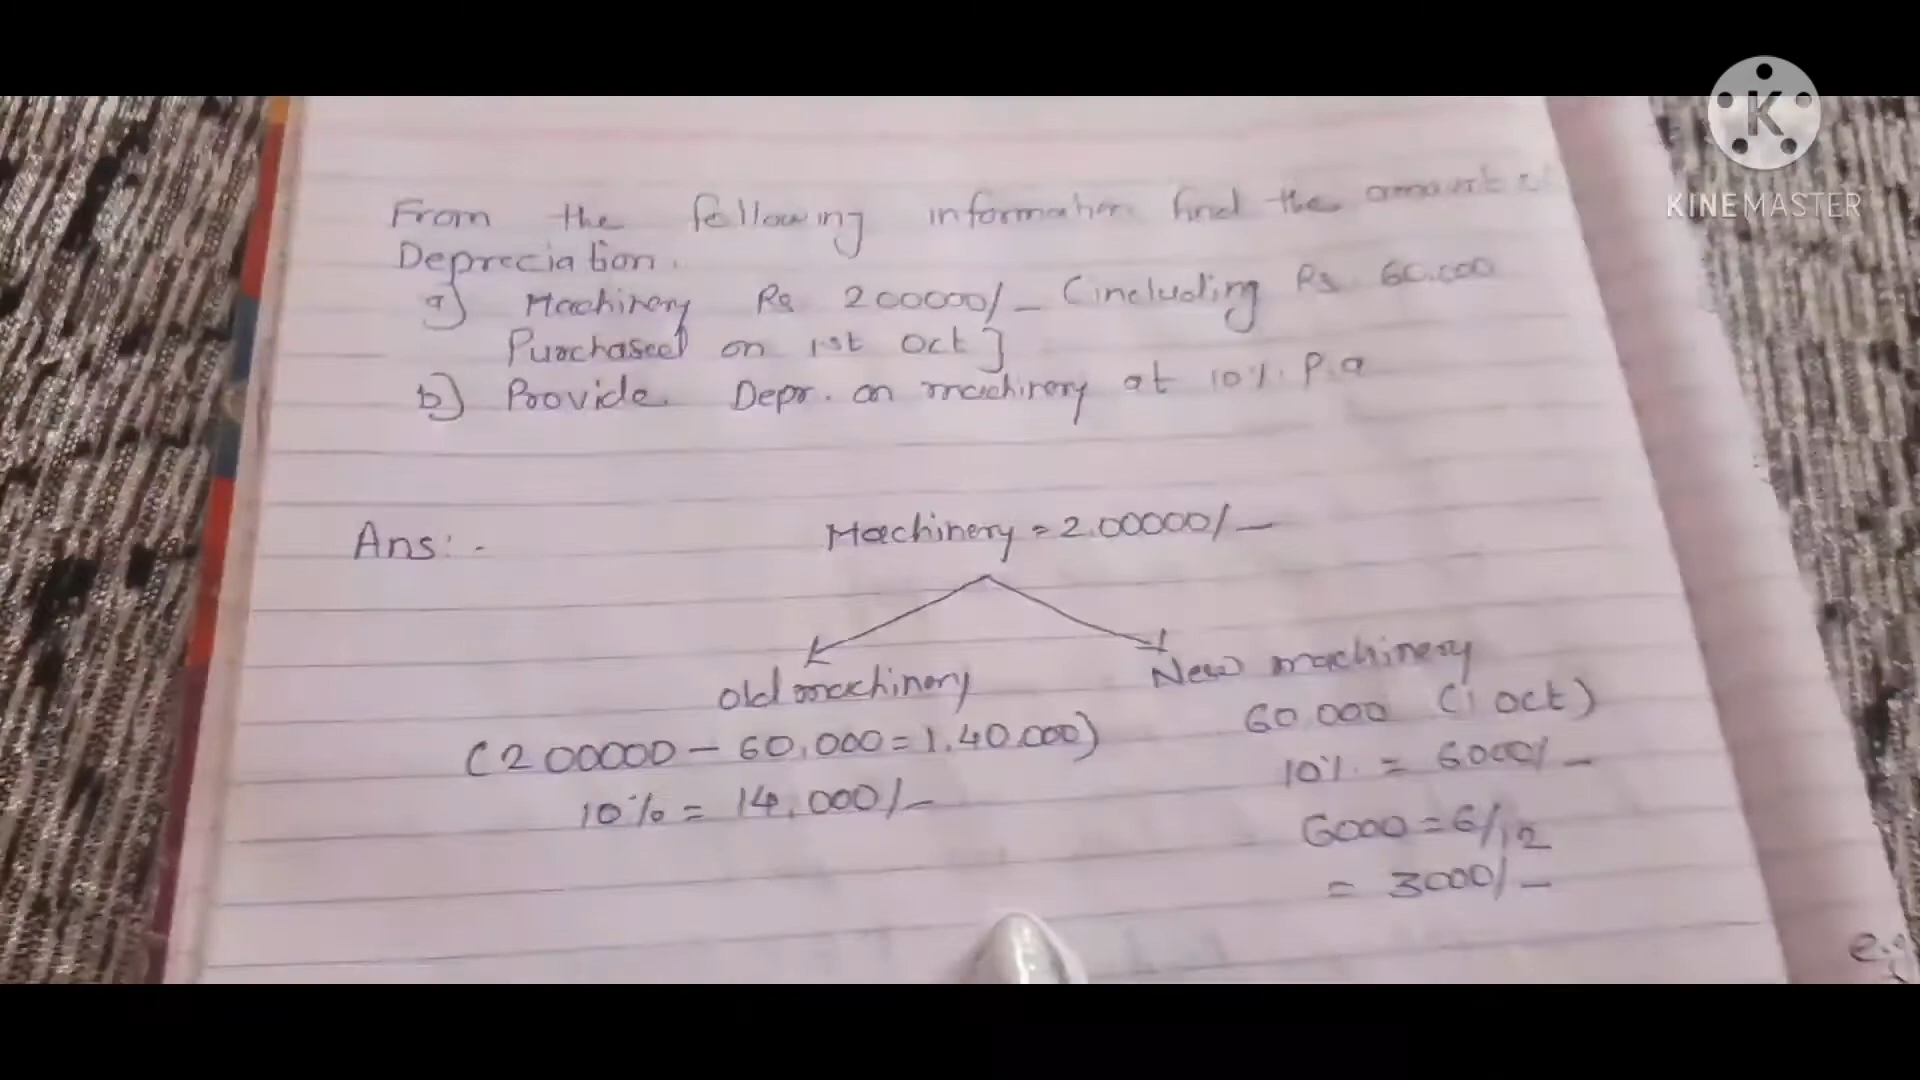 From the following information find the amount of
Depreciation.
a) Machinery Rs 200000/- (including Rs 60.000
Purchased on 1st Oct]
b) Provide. Depr. on machinery at 10%. P.a
Ans:- Machinery = 2.00000/-
old machinery New machinery
(200000 - 60,000 = 1.40.000) 60.000 (1 oct)
10% = 14,000/- 10%. = 6000/-
6000 = 6/12
= 3000/-
e.g
K
KINEMASTER